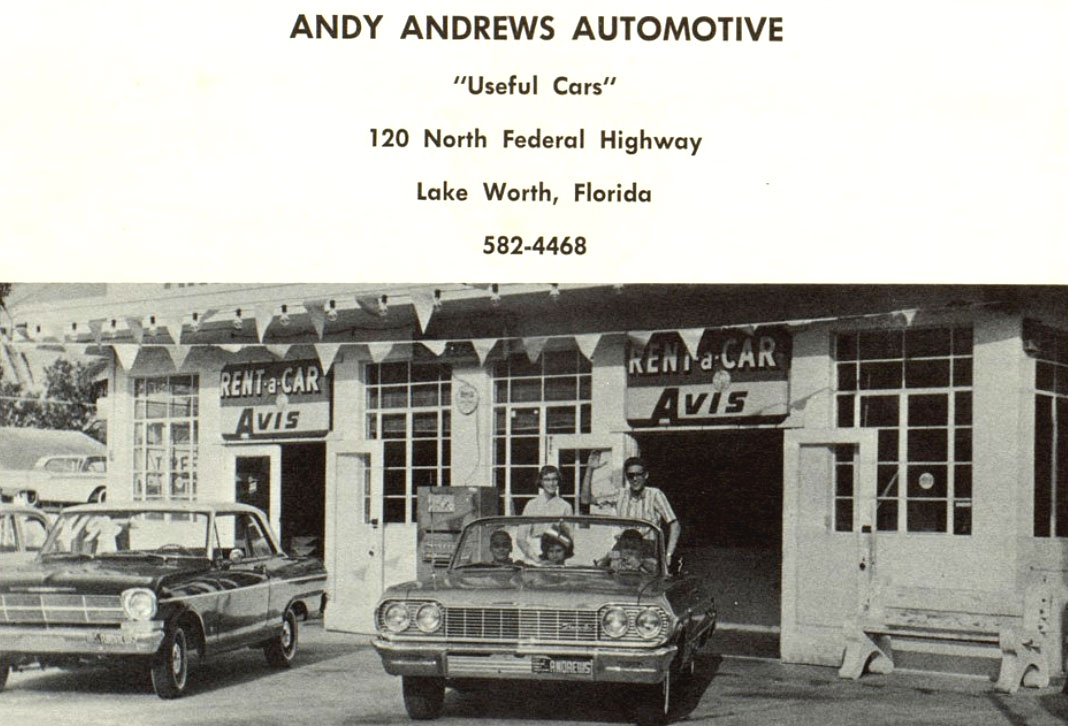 ANDY ANDREWS AUTOMOTIVE
"Useful Cars"
120 North Federal Highway
Lake Worth, Florida
582-4468
RENT-a-CAR
AVIS
RENT-a-CAR
AVIS
ANDREWS